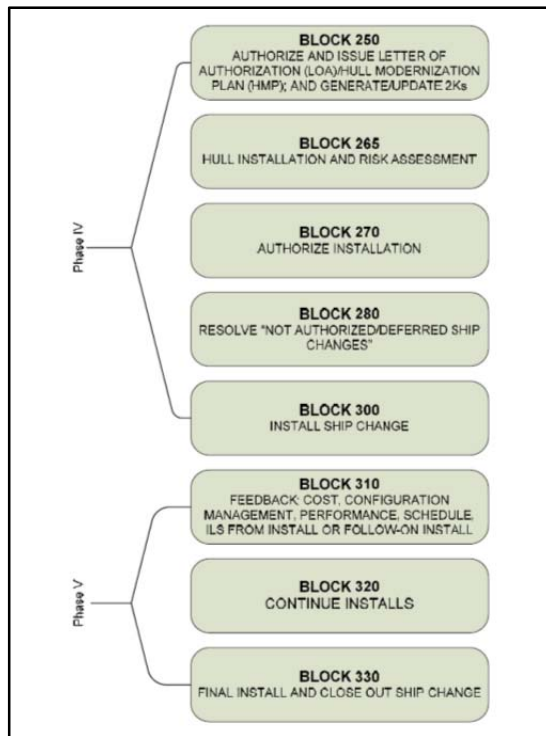 BLOCK 250
AUTHORIZE AND ISSUE LETTER OF
AUTHORIZATION (LOA)/HULL MODERNIZATION
PLAN (HMP); AND GENERATE/UPDATE 2Ks
BLOCK 265
HULL INSTALLATION AND RISK ASSESSMENT
Phase IV
BLOCK 270
AUTHORIZE INSTALLATION
BLOCK 280
RESOLVE "NOT AUTHORIZED/DEFERRED SHIP
CHANGES"
BLOCK 300
INSTALL SHIP CHANGE
BLOCK 310
FEEDBACK: COST, CONFIGURATION
MANAGEMENT, PERFORMANCE, SCHEDULE,
ILS FROM INSTALL OR FOLLOW-ON INSTALL
Phase V
BLOCK 320
CONTINUE INSTALLS
BLOCK 330
FINAL INSTALL AND CLOSE OUT SHIP CHANGE